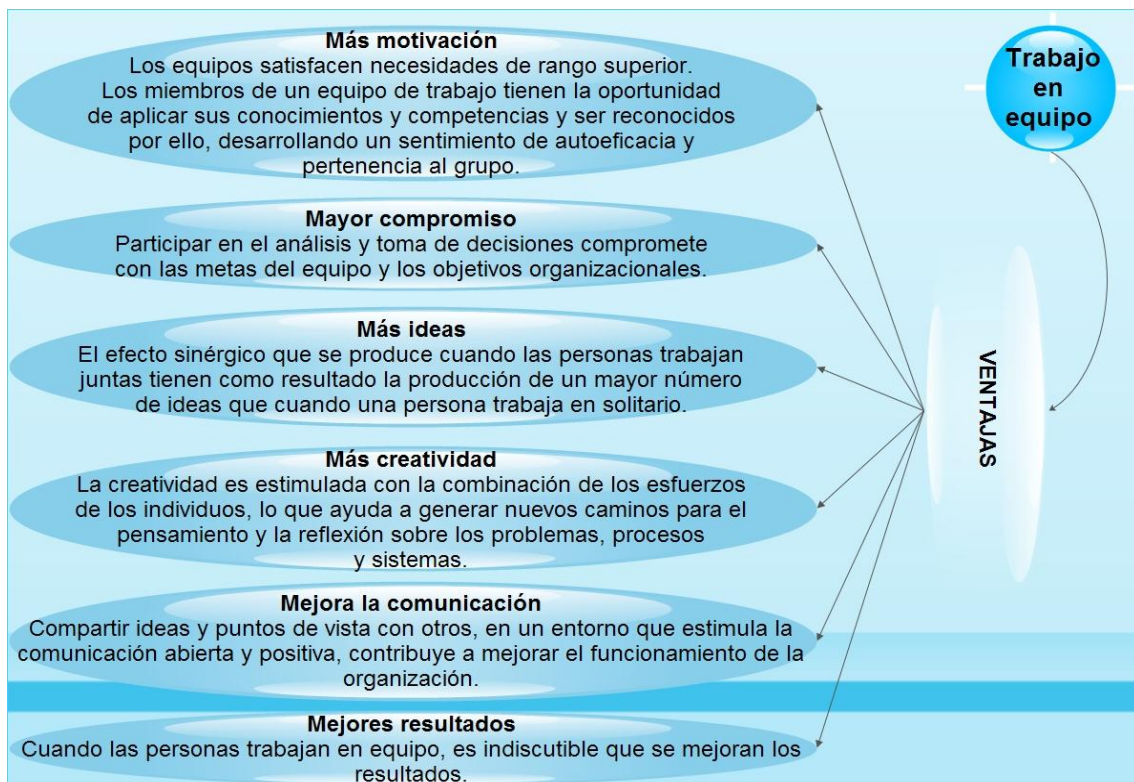 Más motivación
Los equipos satisfacen necesidades de rango superior.
Los miembros de un equipo de trabajo tienen la oportunidad
de aplicar sus conocimientos y competencias y ser reconocidos
por ello, desarrollando un sentimiento de autoeficacia y
pertenencia al grupo.
Trabajo
en
equipo
Mayor compromiso
Participar en el análisis y toma de decisiones compromete
con las metas del equipo y los objetivos organizacionales.
Más ideas
El efecto sinérgico que se produce cuando las personas trabajan
juntas tienen como resultado la producción de un mayor número
de ideas que cuando una persona trabaja en solitario.
VENTAJAS
Más creatividad
La creatividad es estimulada con la combinación de los esfuerzos
de los individuos, lo que ayuda a generar nuevos caminos para el
pensamiento y la reflexión sobre los problemas, procesos
y sistemas.
Mejora la comunicación
Compartir ideas y puntos de vista con otros, en un entorno que estimula la
comunicación abierta y positiva, contribuye a mejorar el funcionamiento de la
organización.
Mejores resultados
Cuando las personas trabajan en equipo, es indiscutible que se mejoran los
resultados.